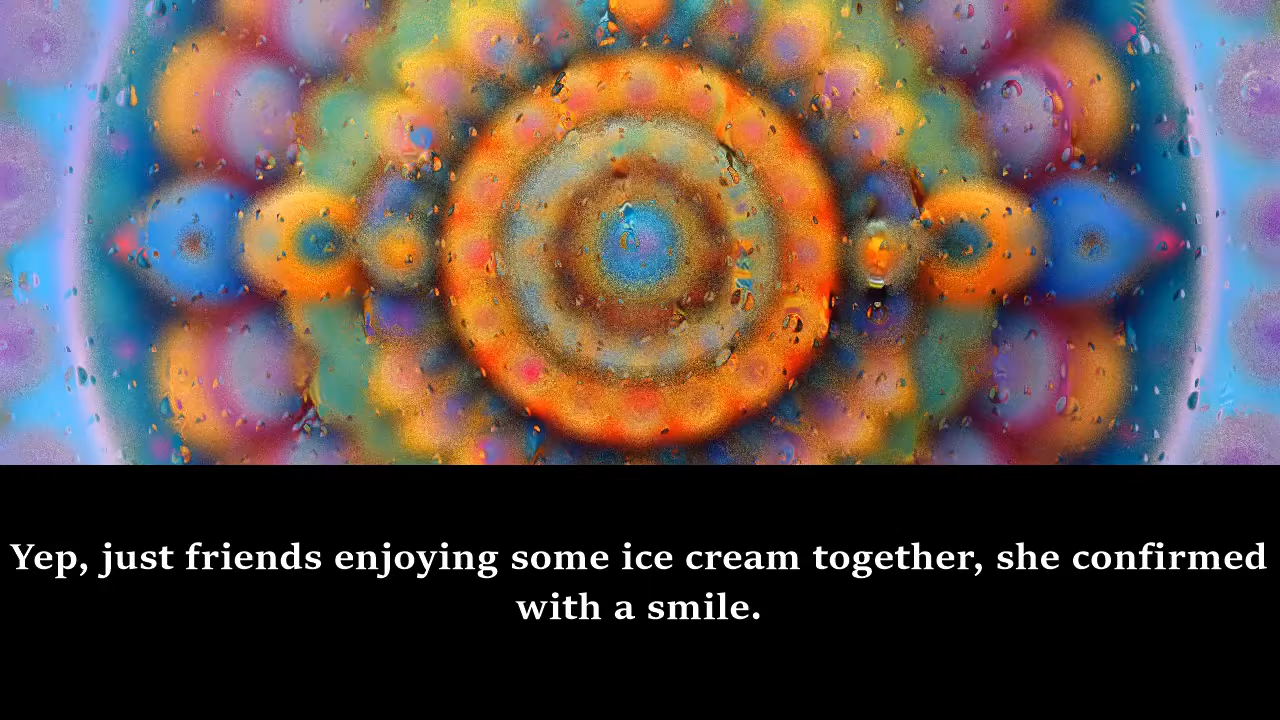 Yep, just friends enjoying some ice cream together, she confirmed
with a smile.